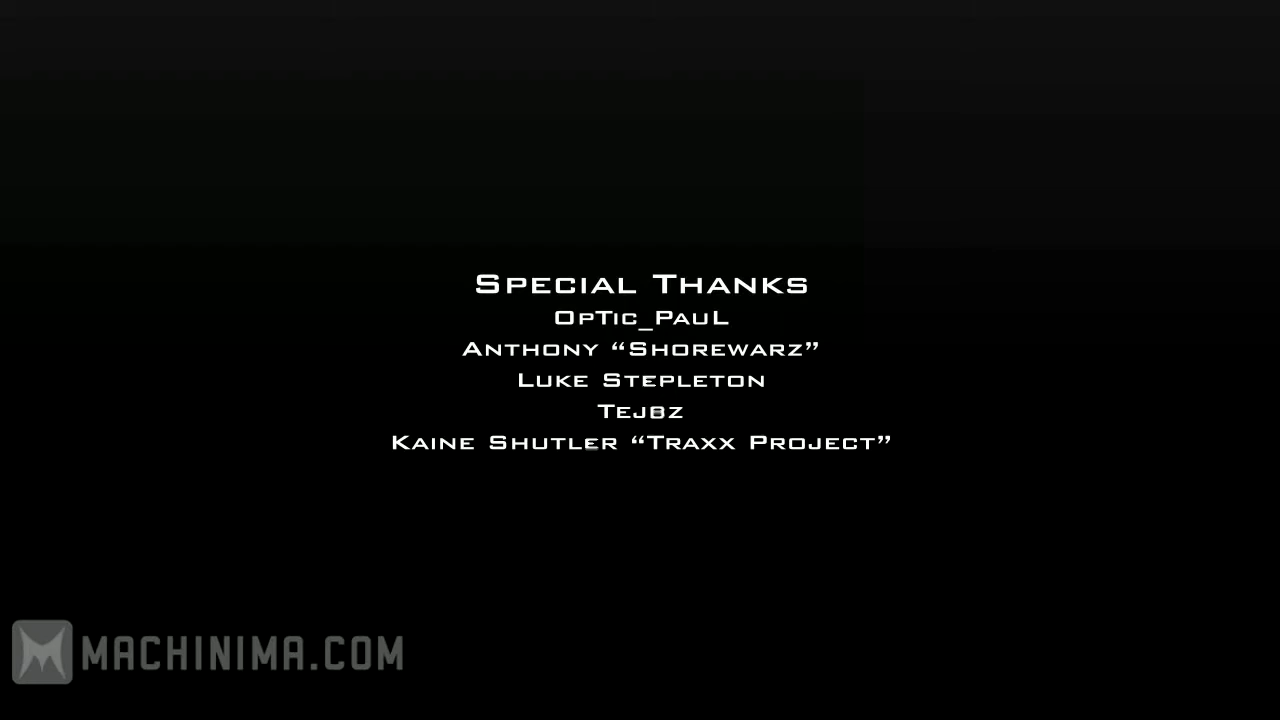 Special Thanks
OpTic_PauL
Anthony “Shorewarz”
Luke Stepleton
Tejbz
Kaine Shutler “Traxx Project”
MACHINIMA.COM